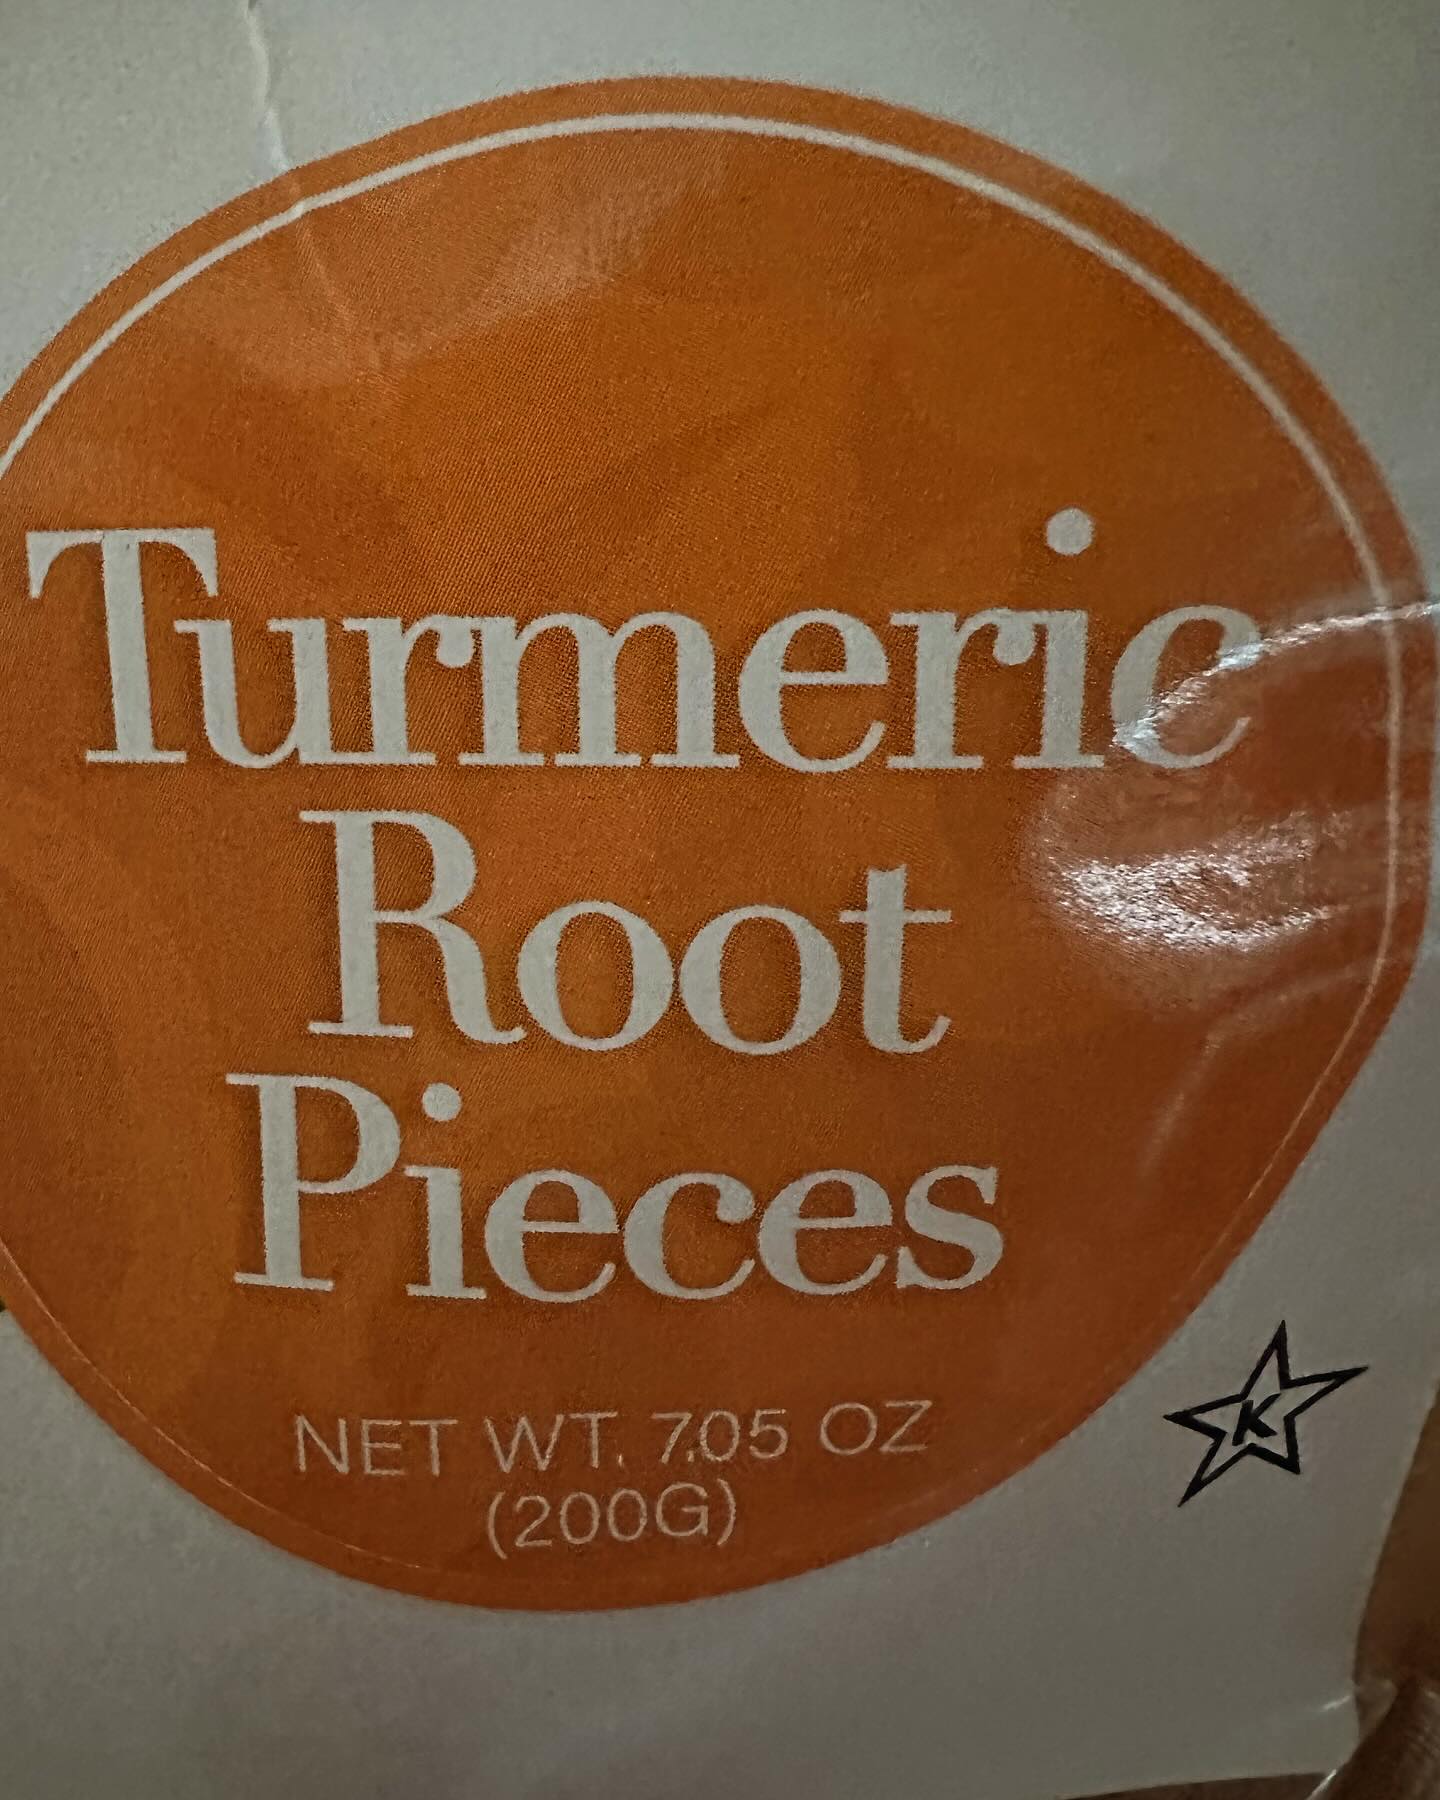 Turmeric
Root
Pieces
NET WT. 7.05 OZ
(200G)
K